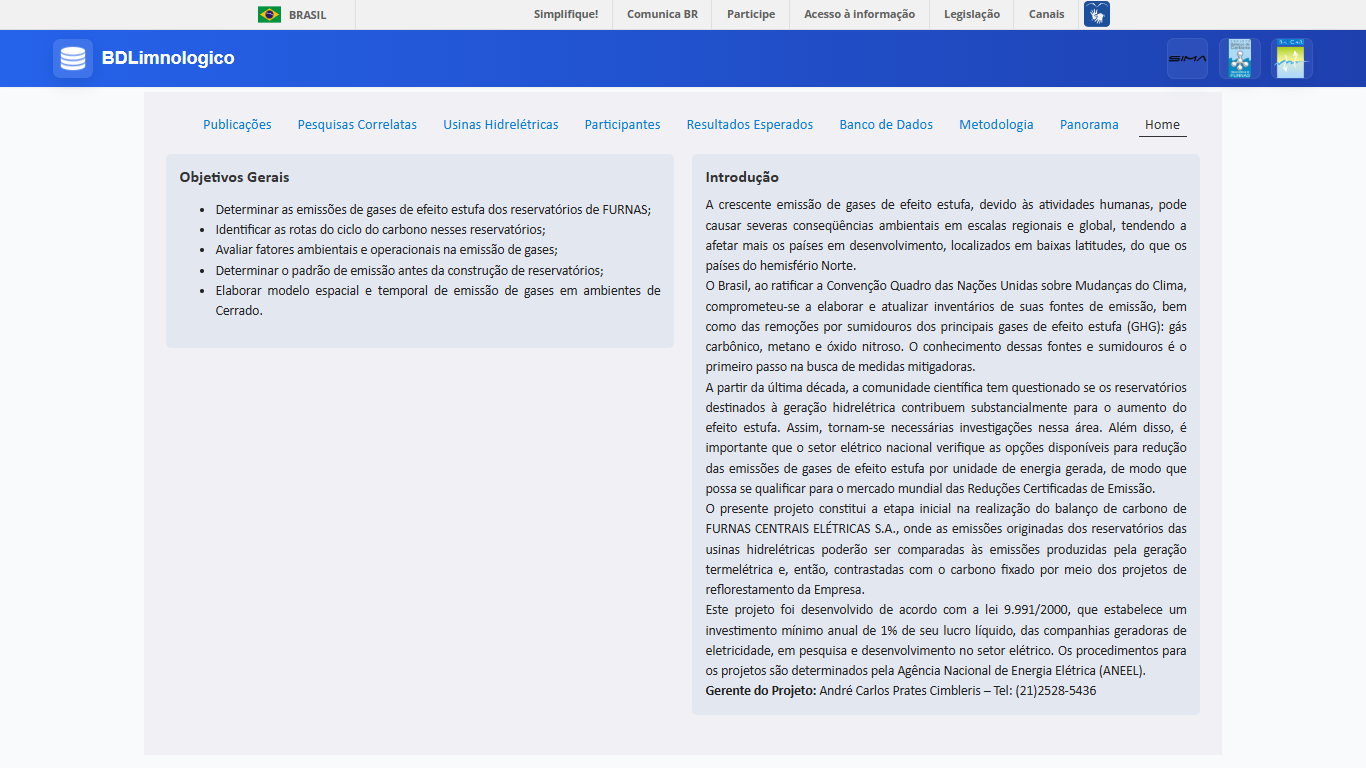 BRASIL
Simplifique!
Comunica BR
Participe
Acesso à informação
Legislação
Canais
BDLimnologico
SIMA
FURNAS
Publicações
Pesquisas Correlatas
Usinas Hidrelétricas
Participantes
Resultados Esperados
Banco de Dados
Metodologia
Panorama
Home
Objetivos Gerais
Determinar as emissões de gases de efeito estufa dos reservatórios de FURNAS;
Identificar as rotas do ciclo do carbono nesses reservatórios;
Avaliar fatores ambientais e operacionais na emissão de gases;
Determinar o padrão de emissão antes da construção de reservatórios;
Elaborar modelo espacial e temporal de emissão de gases em ambientes de
Cerrado.
Introdução
A crescente emissão de gases de efeito estufa, devido às atividades humanas, pode
causar severas conseqüências ambientais em escalas regionais e global, tendendo a
afetar mais os países em desenvolvimento, localizados em baixas latitudes, do que os
países do hemisfério Norte.
O Brasil, ao ratificar a Convenção Quadro das Nações Unidas sobre Mudanças do Clima,
comprometeu-se a elaborar e atualizar inventários de suas fontes de emissão, bem
como das remoções por sumidouros dos principais gases de efeito estufa (GHG): gás
carbônico, metano e óxido nitroso. O conhecimento dessas fontes e sumidouros é o
primeiro passo na busca de medidas mitigadoras.
A partir da última década, a comunidade científica tem questionado se os reservatórios
destinados à geração hidrelétrica contribuem substancialmente para o aumento do
efeito estufa. Assim, tornam-se necessárias investigações nessa área. Além disso, é
importante que o setor elétrico nacional verifique as opções disponíveis para redução
das emissões de gases de efeito estufa por unidade de energia gerada, de modo que
possa se qualificar para o mercado mundial das Reduções Certificadas de Emissão.
O presente projeto constitui a etapa inicial na realização do balanço de carbono de
FURNAS CENTRAIS ELÉTRICAS S.A., onde as emissões originadas dos reservatórios das
usinas hidrelétricas poderão ser comparadas às emissões produzidas pela geração
termelétrica e, então, contrastadas com o carbono fixado por meio dos projetos de
reflorestamento da Empresa.
Este projeto foi desenvolvido de acordo com a lei 9.991/2000, que estabelece um
investimento mínimo anual de 1% de seu lucro líquido, das companhias geradoras de
eletricidade, em pesquisa e desenvolvimento no setor elétrico. Os procedimentos para
os projetos são determinados pela Agência Nacional de Energia Elétrica (ANEEL).
Gerente do Projeto: André Carlos Prates Cimbleris – Tel: (21)2528-5436